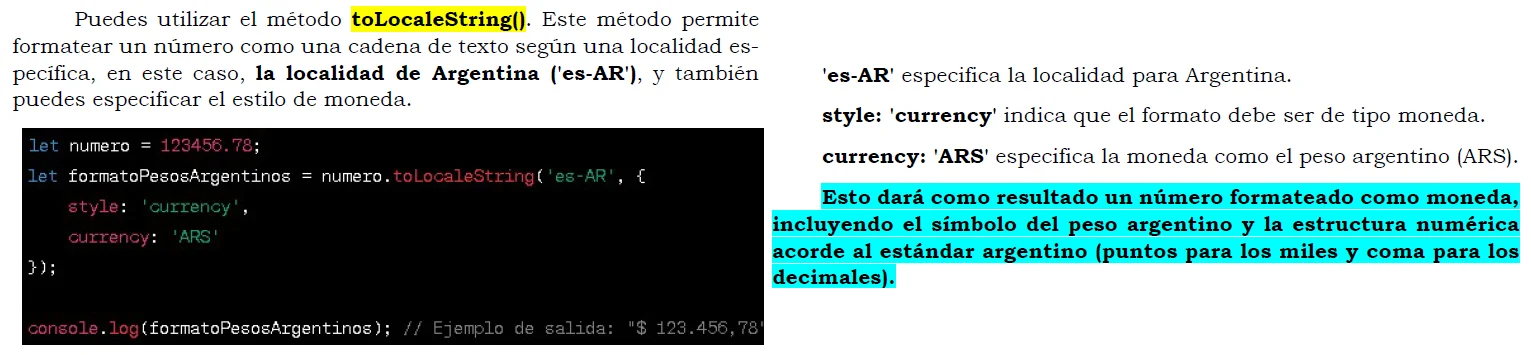 Puedes utilizar el método toLocaleString(). Este método permite
formatear un número como una cadena de texto según una localidad es-
pecífica, en este caso, la localidad de Argentina ('es-AR'), y también
puedes especificar el estilo de moneda.
let numero = 123456.78;
let formatoPesosArgentinos = numero.toLocaleString('es-AR', {
    style: 'currency',
    currency: 'ARS'
});
console.log(formatoPesosArgentinos); // Ejemplo de salida: "$ 123.456,78"
'es-AR' especifica la localidad para Argentina.
style: 'currency' indica que el formato debe ser de tipo moneda.
currency: 'ARS' especifica la moneda como el peso argentino (ARS).
Esto dará como resultado un número formateado como moneda,
incluyendo el símbolo del peso argentino y la estructura numérica
acorde al estándar argentino (puntos para los miles y coma para los
decimales).